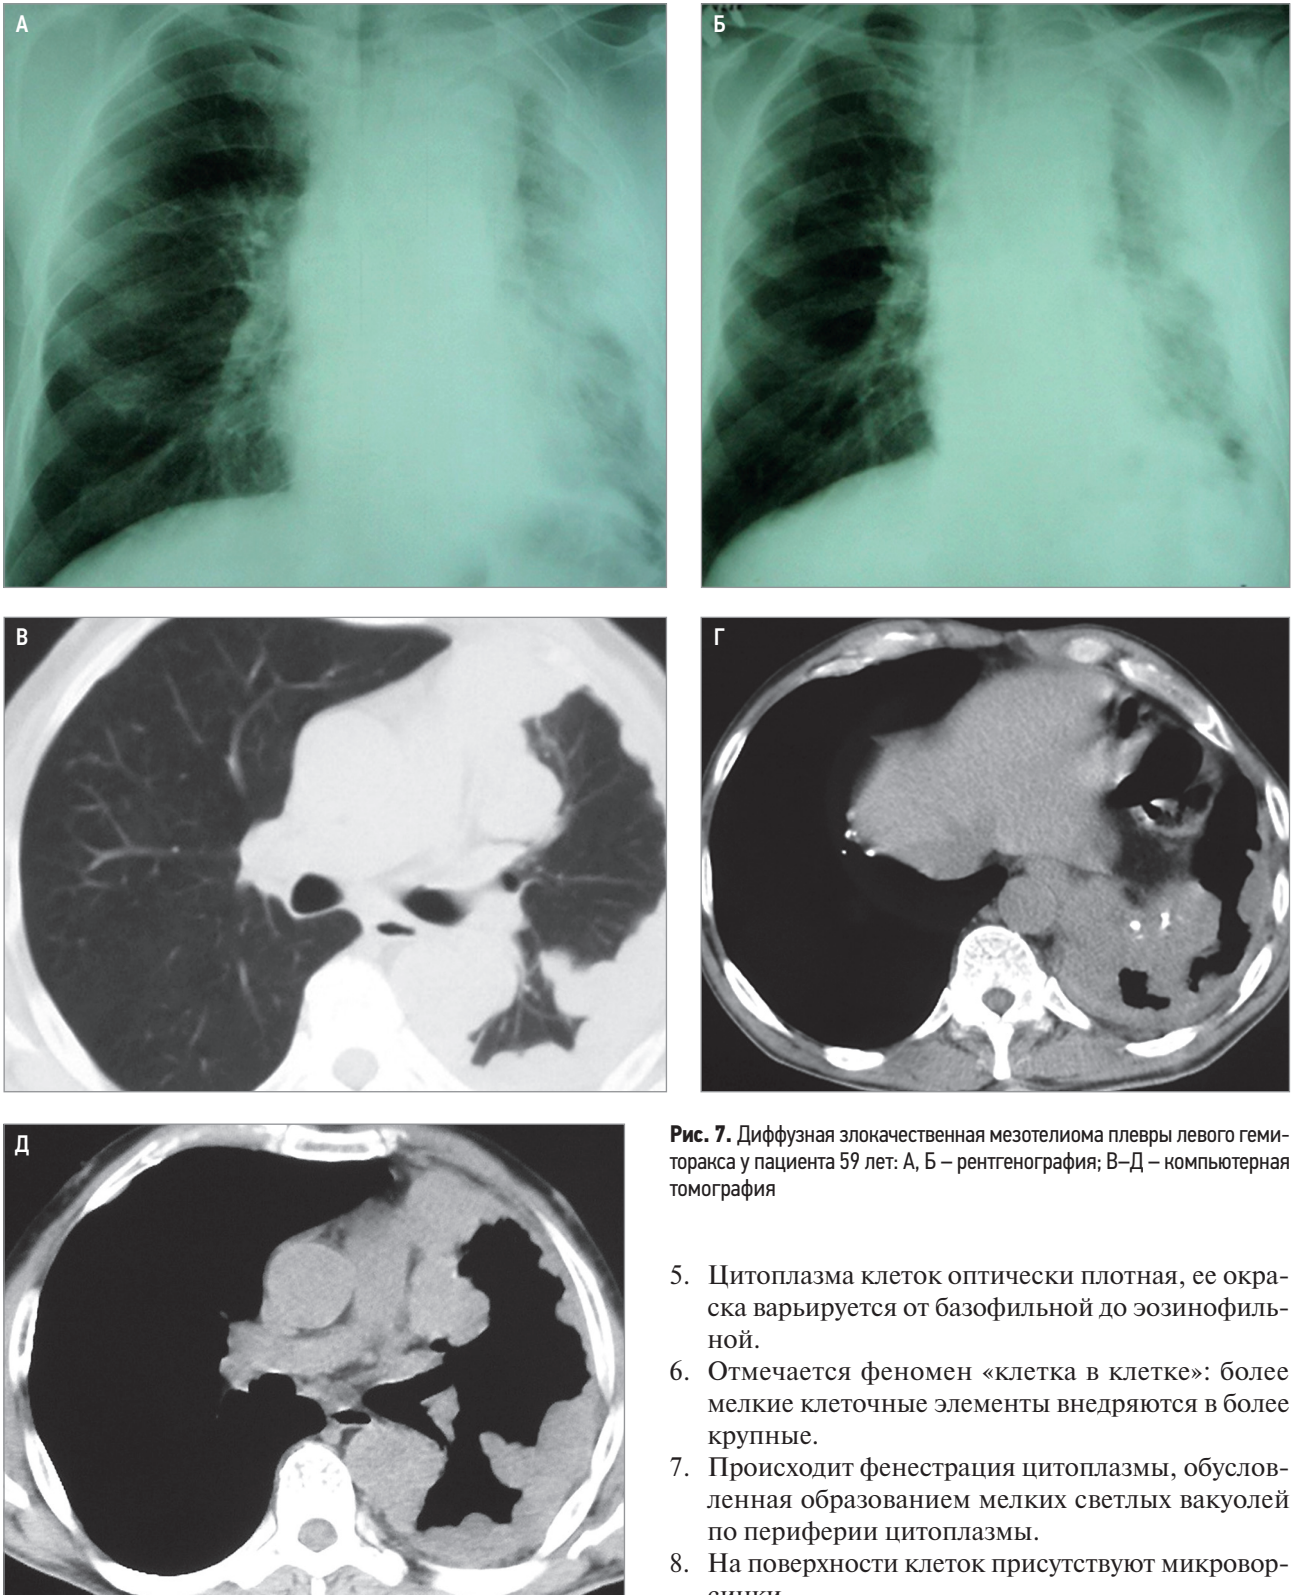 А
Б
В
Г
Д
Рис. 7. Диффузная злокачественная мезотелиома плевры левого геми-
торакса у пациента 59 лет: А, Б – рентгенография; В–Д – компьютерная
томография
5. Цитоплазма клеток оптически плотная, ее окра-
ска варьируется от базофильной до эозинофиль-
ной.
6. Отмечается феномен «клетка в клетке»: более
мелкие клеточные элементы внедряются в более
крупные.
7. Происходит фенестрация цитоплазмы, обуслов-
ленная образованием мелких светлых вакуолей
по периферии цитоплазмы.
8. На поверхности клеток присутствуют микровор-